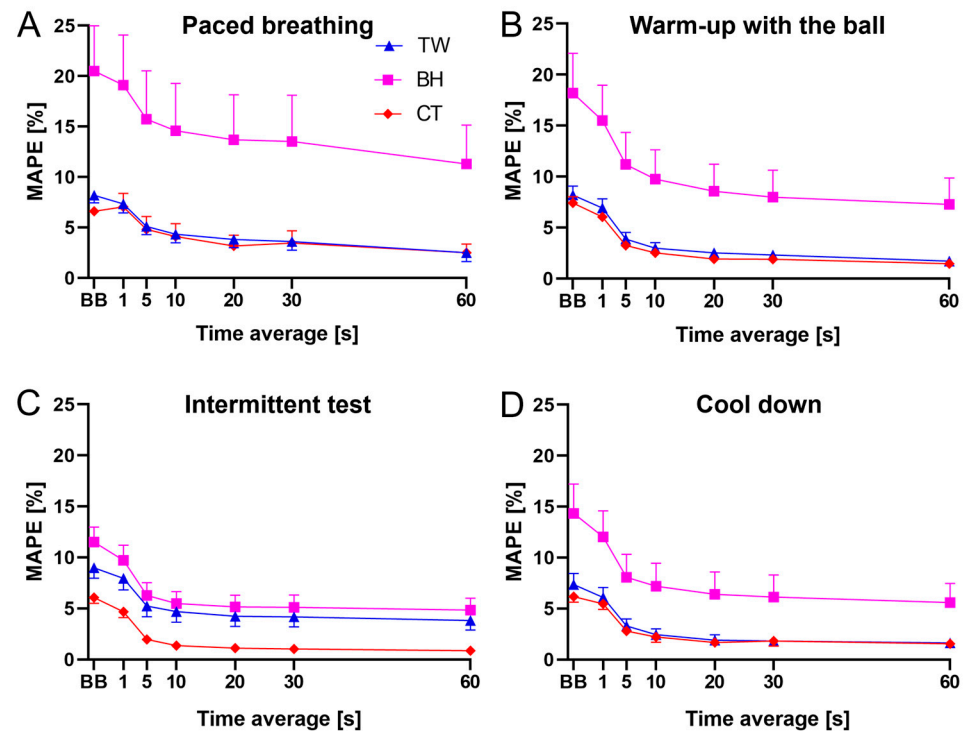 A
Paced breathing
25
20
15
10
5
0
MAPE [%]
TW
BH
CT
BB 1 5 10 20 30 60
Time average [s]
B
Warm-up with the ball
25
20
15
10
5
0
MAPE [%]
BB 1 5 10 20 30 60
Time average [s]
C
Intermittent test
25
20
15
10
5
0
MAPE [%]
BB 1 5 10 20 30 60
Time average [s]
D
Cool down
25
20
15
10
5
0
MAPE [%]
BB 1 5 10 20 30 60
Time average [s]